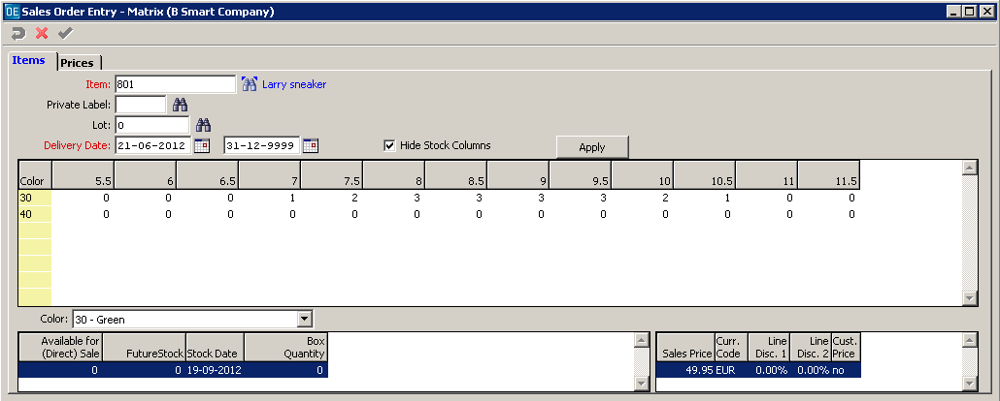 OE Sales Order Entry - Matrix (B Smart Company)
Items Prices
Item: 801 Larry sneaker
Private Label:
Lot: 0
Delivery Date: 21-06-2012 31-12-9999 Hide Stock Columns Apply
Color 5.5 6 6.5 7 7.5 8 8.5 9 9.5 10 10.5 11 11.5
30 0 0 0 1 2 3 3 3 3 2 1 0 0
40 0 0 0 0 0 0 0 0 0 0 0 0 0
Color: 30 - Green
Available for Box Curr. Line Line Cust.
(Direct) Sale FutureStock Stock Date Quantity Sales Price Code Disc. 1 Disc. 2 Price
0 0 19-09-2012 0 49.95 EUR 0.00% 0.00% no